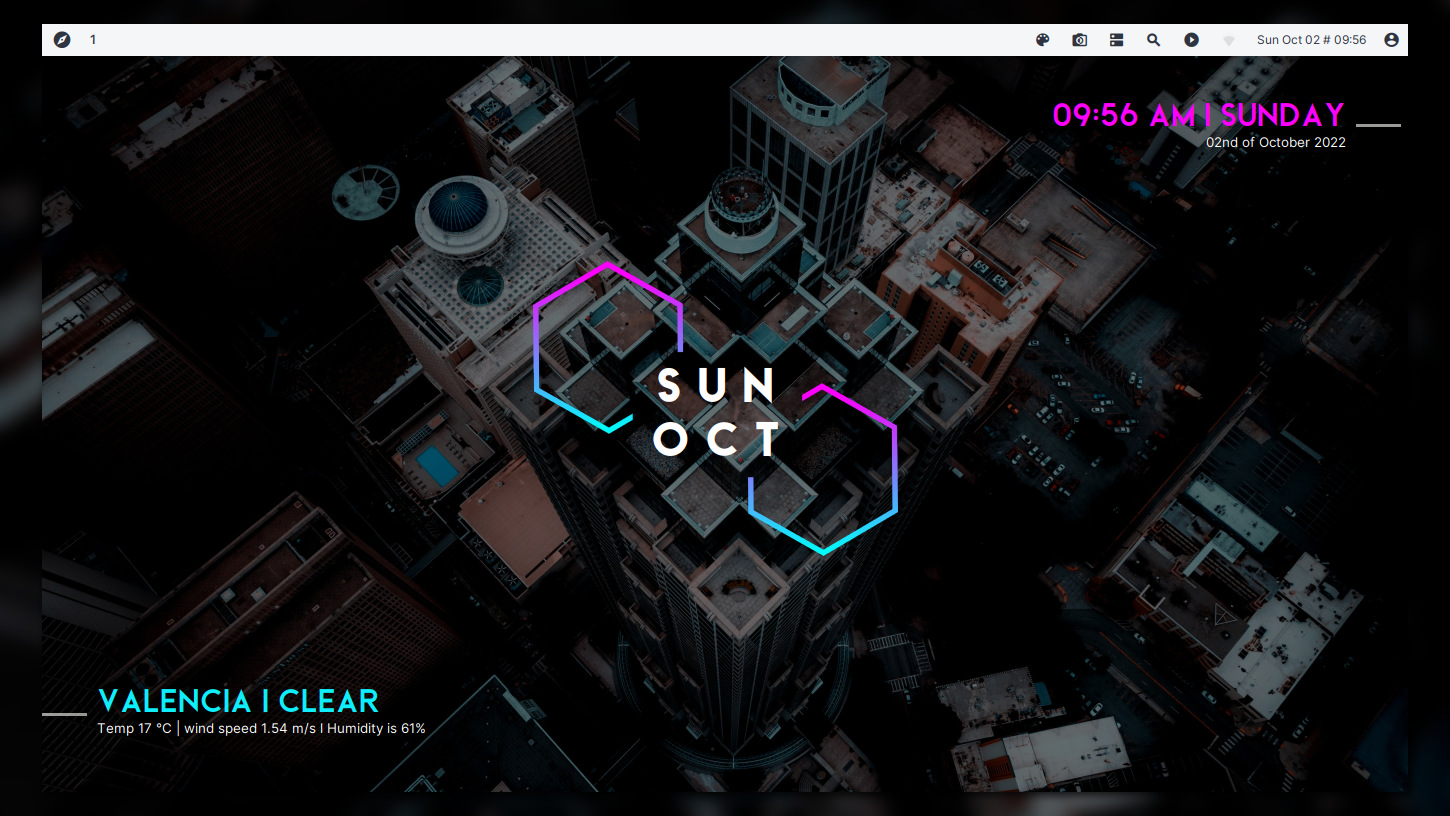 1
Sun Oct 02 # 09:56
09:56 AM | SUNDAY
02nd of October 2022
SUN
OCT
VALENCIA | CLEAR
Temp 17 °C | wind speed 1.54 m/s I Humidity is 61%